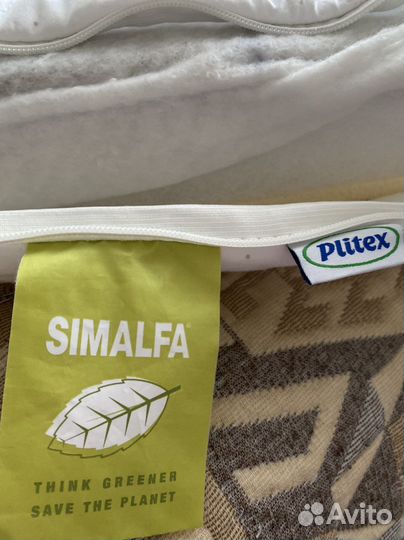 Plitex
SIMALFA®
THINK GREENER
SAVE THE PLANET
Avito